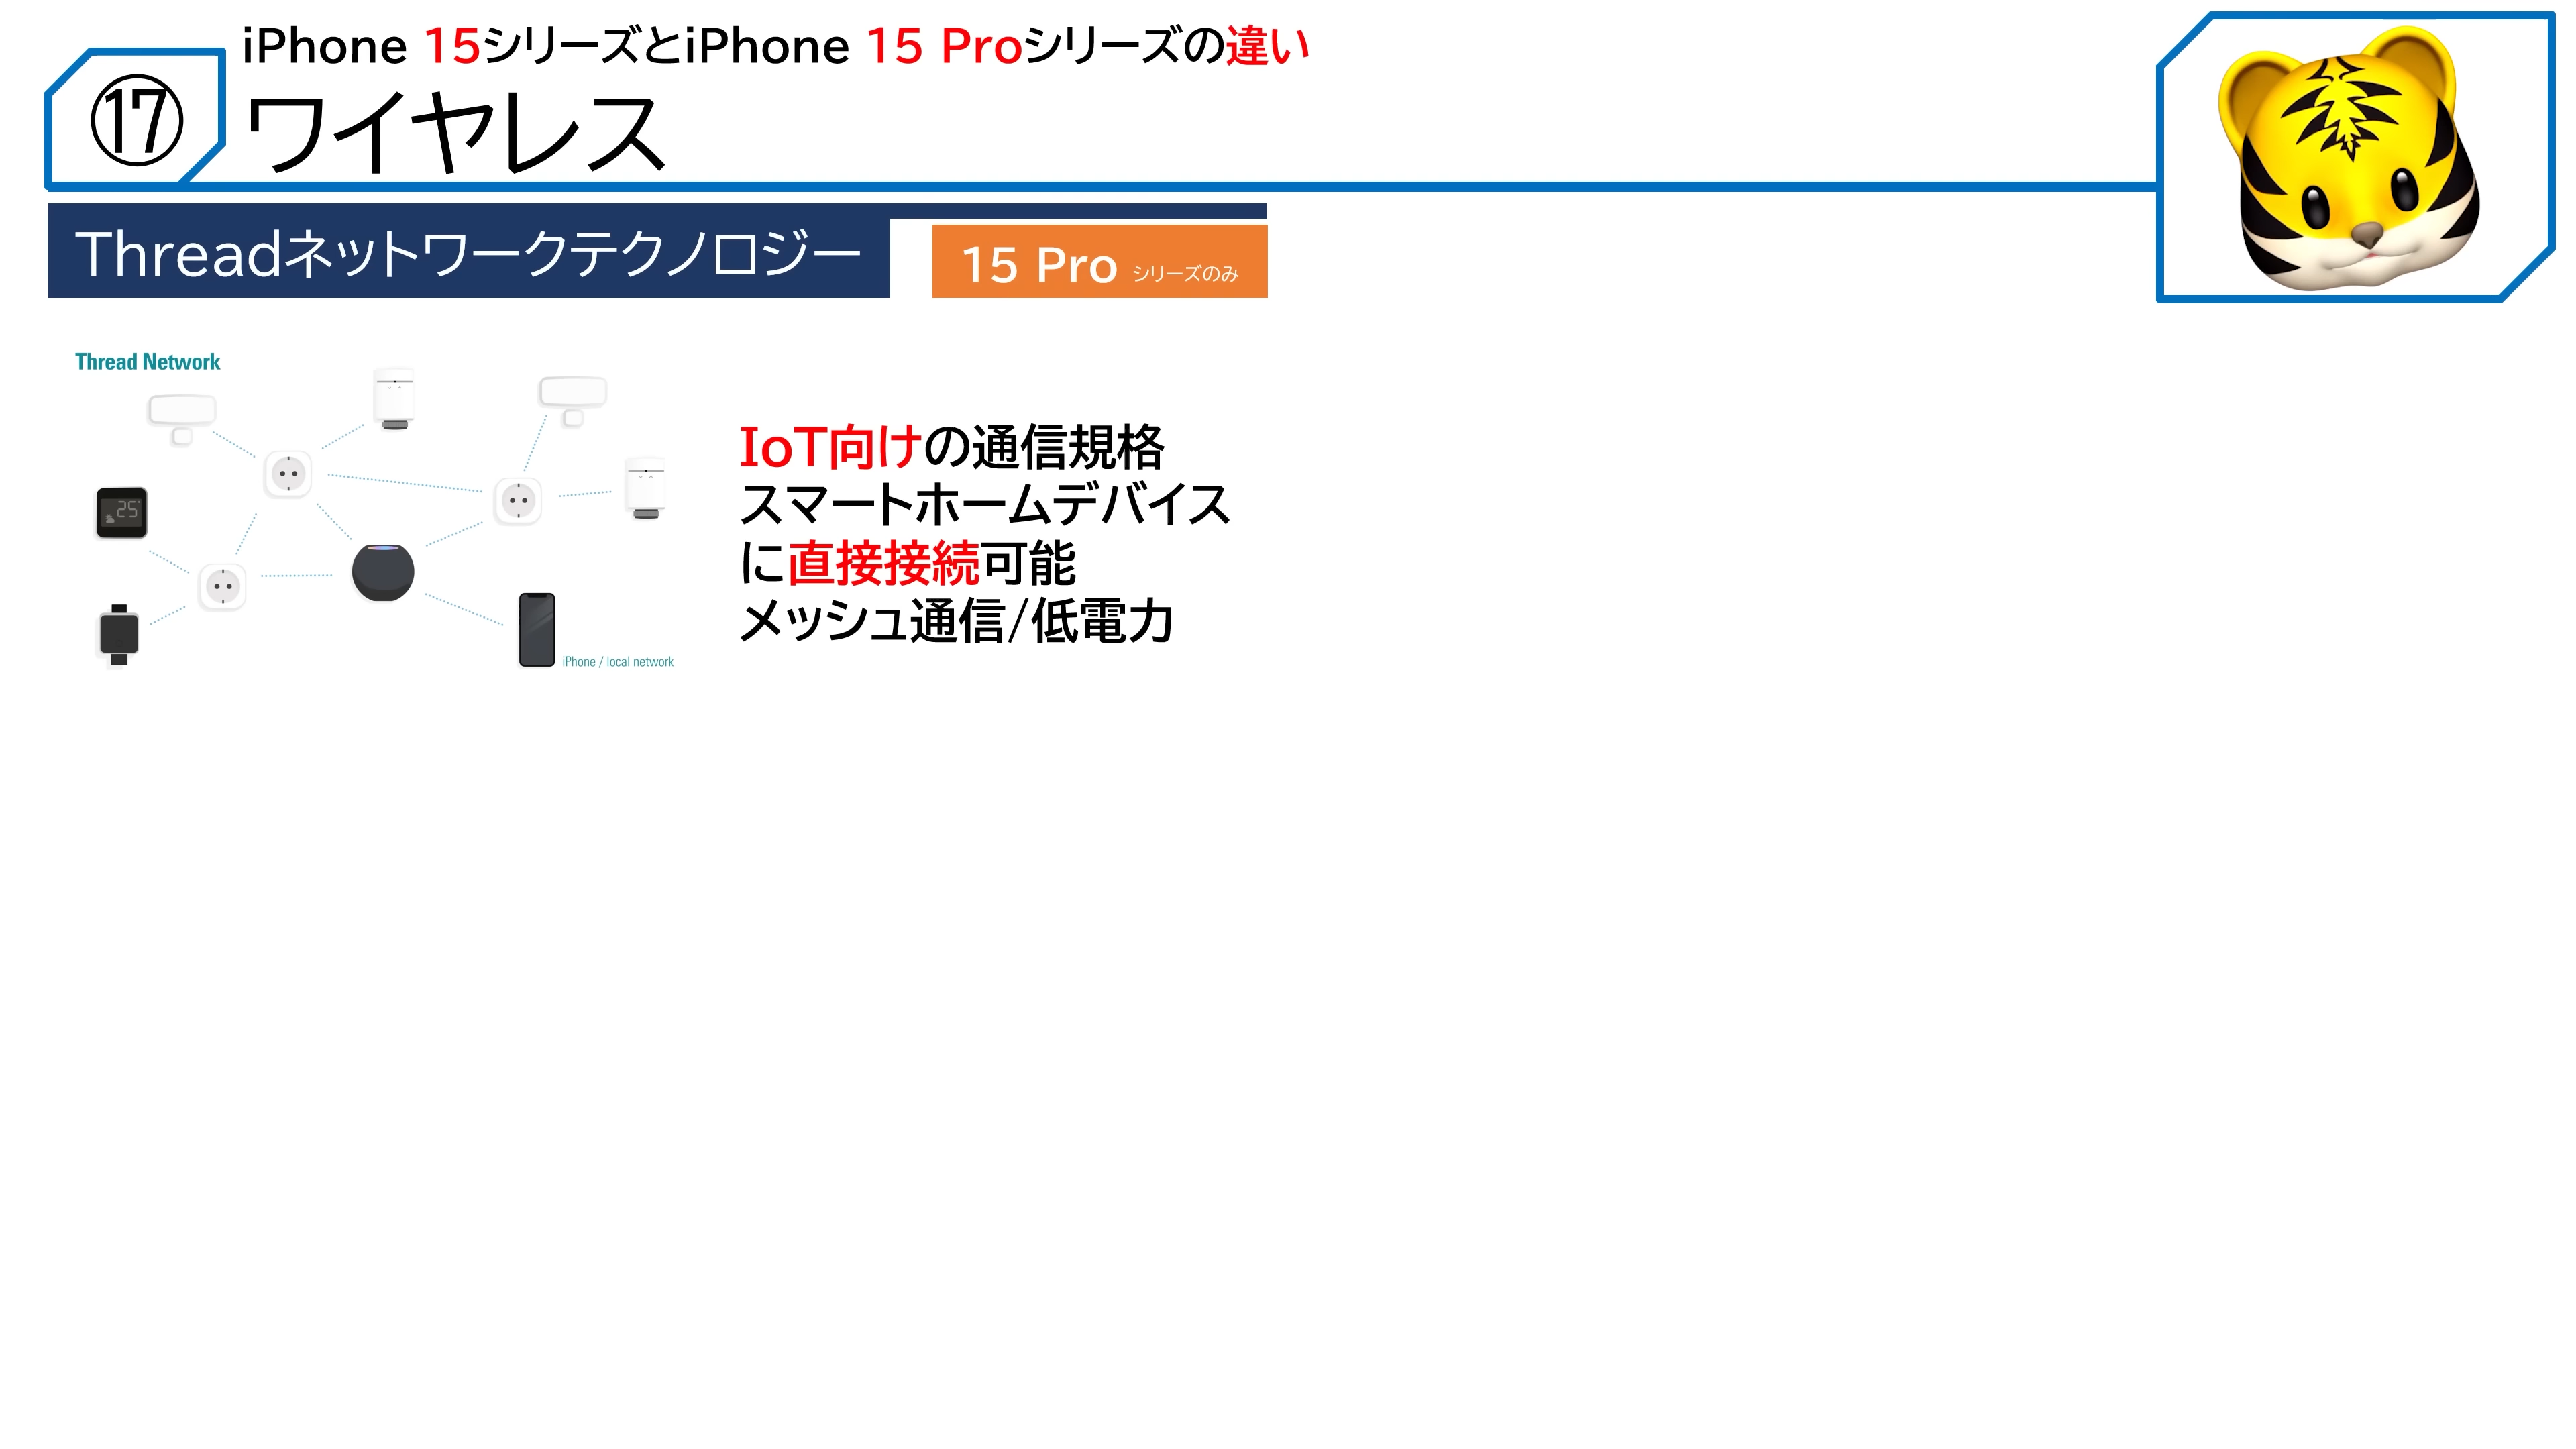 iPhone 15シリーズとiPhone 15 Proシリーズの違い
⑰
ワイヤレス
Threadネットワークテクノロジー
15 Pro シリーズのみ
Thread Network
25°
iPhone / local network
IoT向けの通信規格
スマートホームデバイス
に直接接続可能
メッシュ通信/低電力